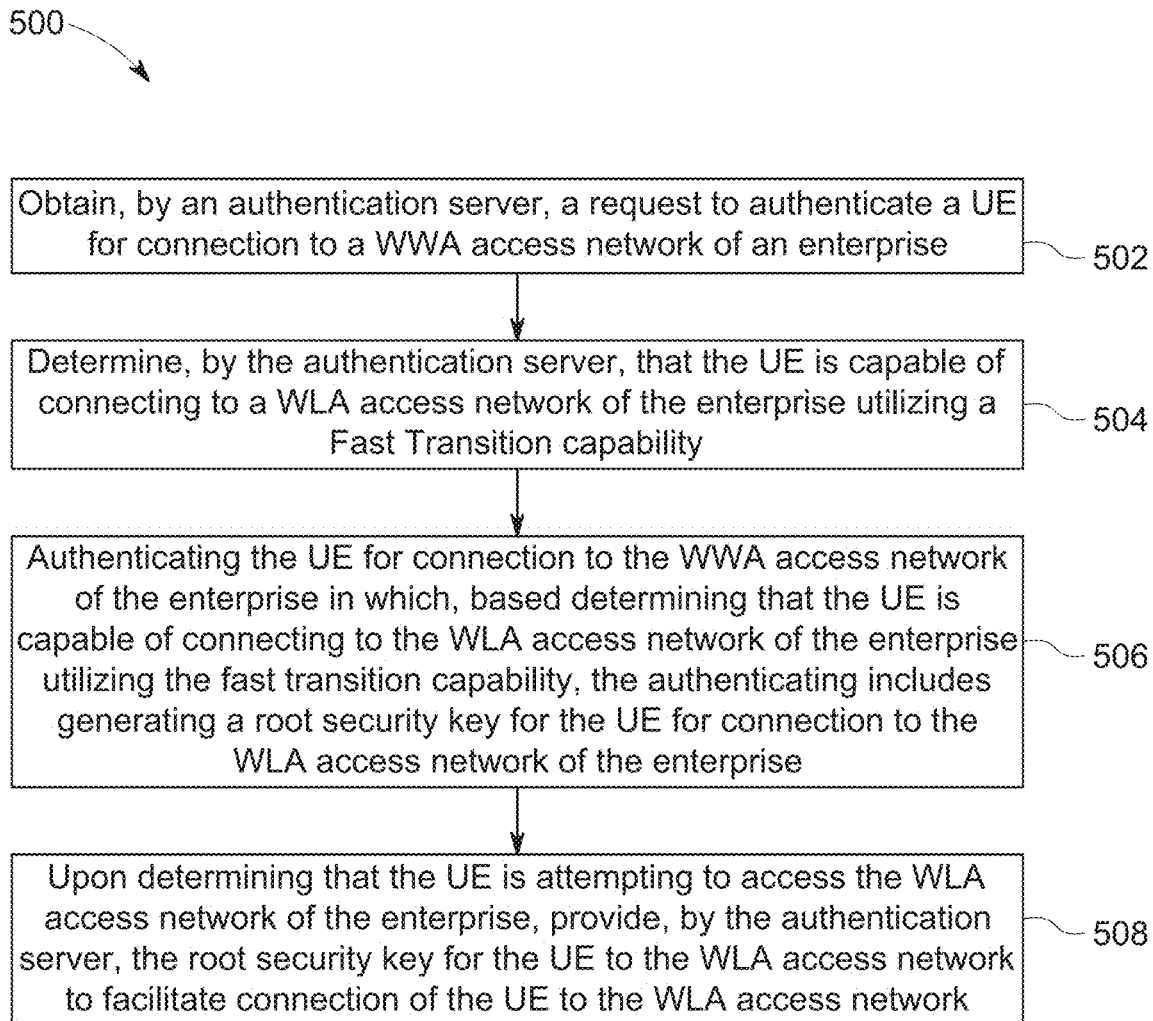 500
Obtain, by an authentication server, a request to authenticate a UE
for connection to a WWA access network of an enterprise
502
Determine, by the authentication server, that the UE is capable of
connecting to a WLA access network of the enterprise utilizing a
Fast Transition capability
504
Authenticating the UE for connection to the WWA access network
of the enterprise in which, based determining that the UE is
capable of connecting to the WLA access network of the enterprise
utilizing the fast transition capability, the authenticating includes
generating a root security key for the UE for connection to the
WLA access network of the enterprise
506
Upon determining that the UE is attempting to access the WLA
access network of the enterprise, provide, by the authentication
server, the root security key for the UE to the WLA access network
to facilitate connection of the UE to the WLA access network
508